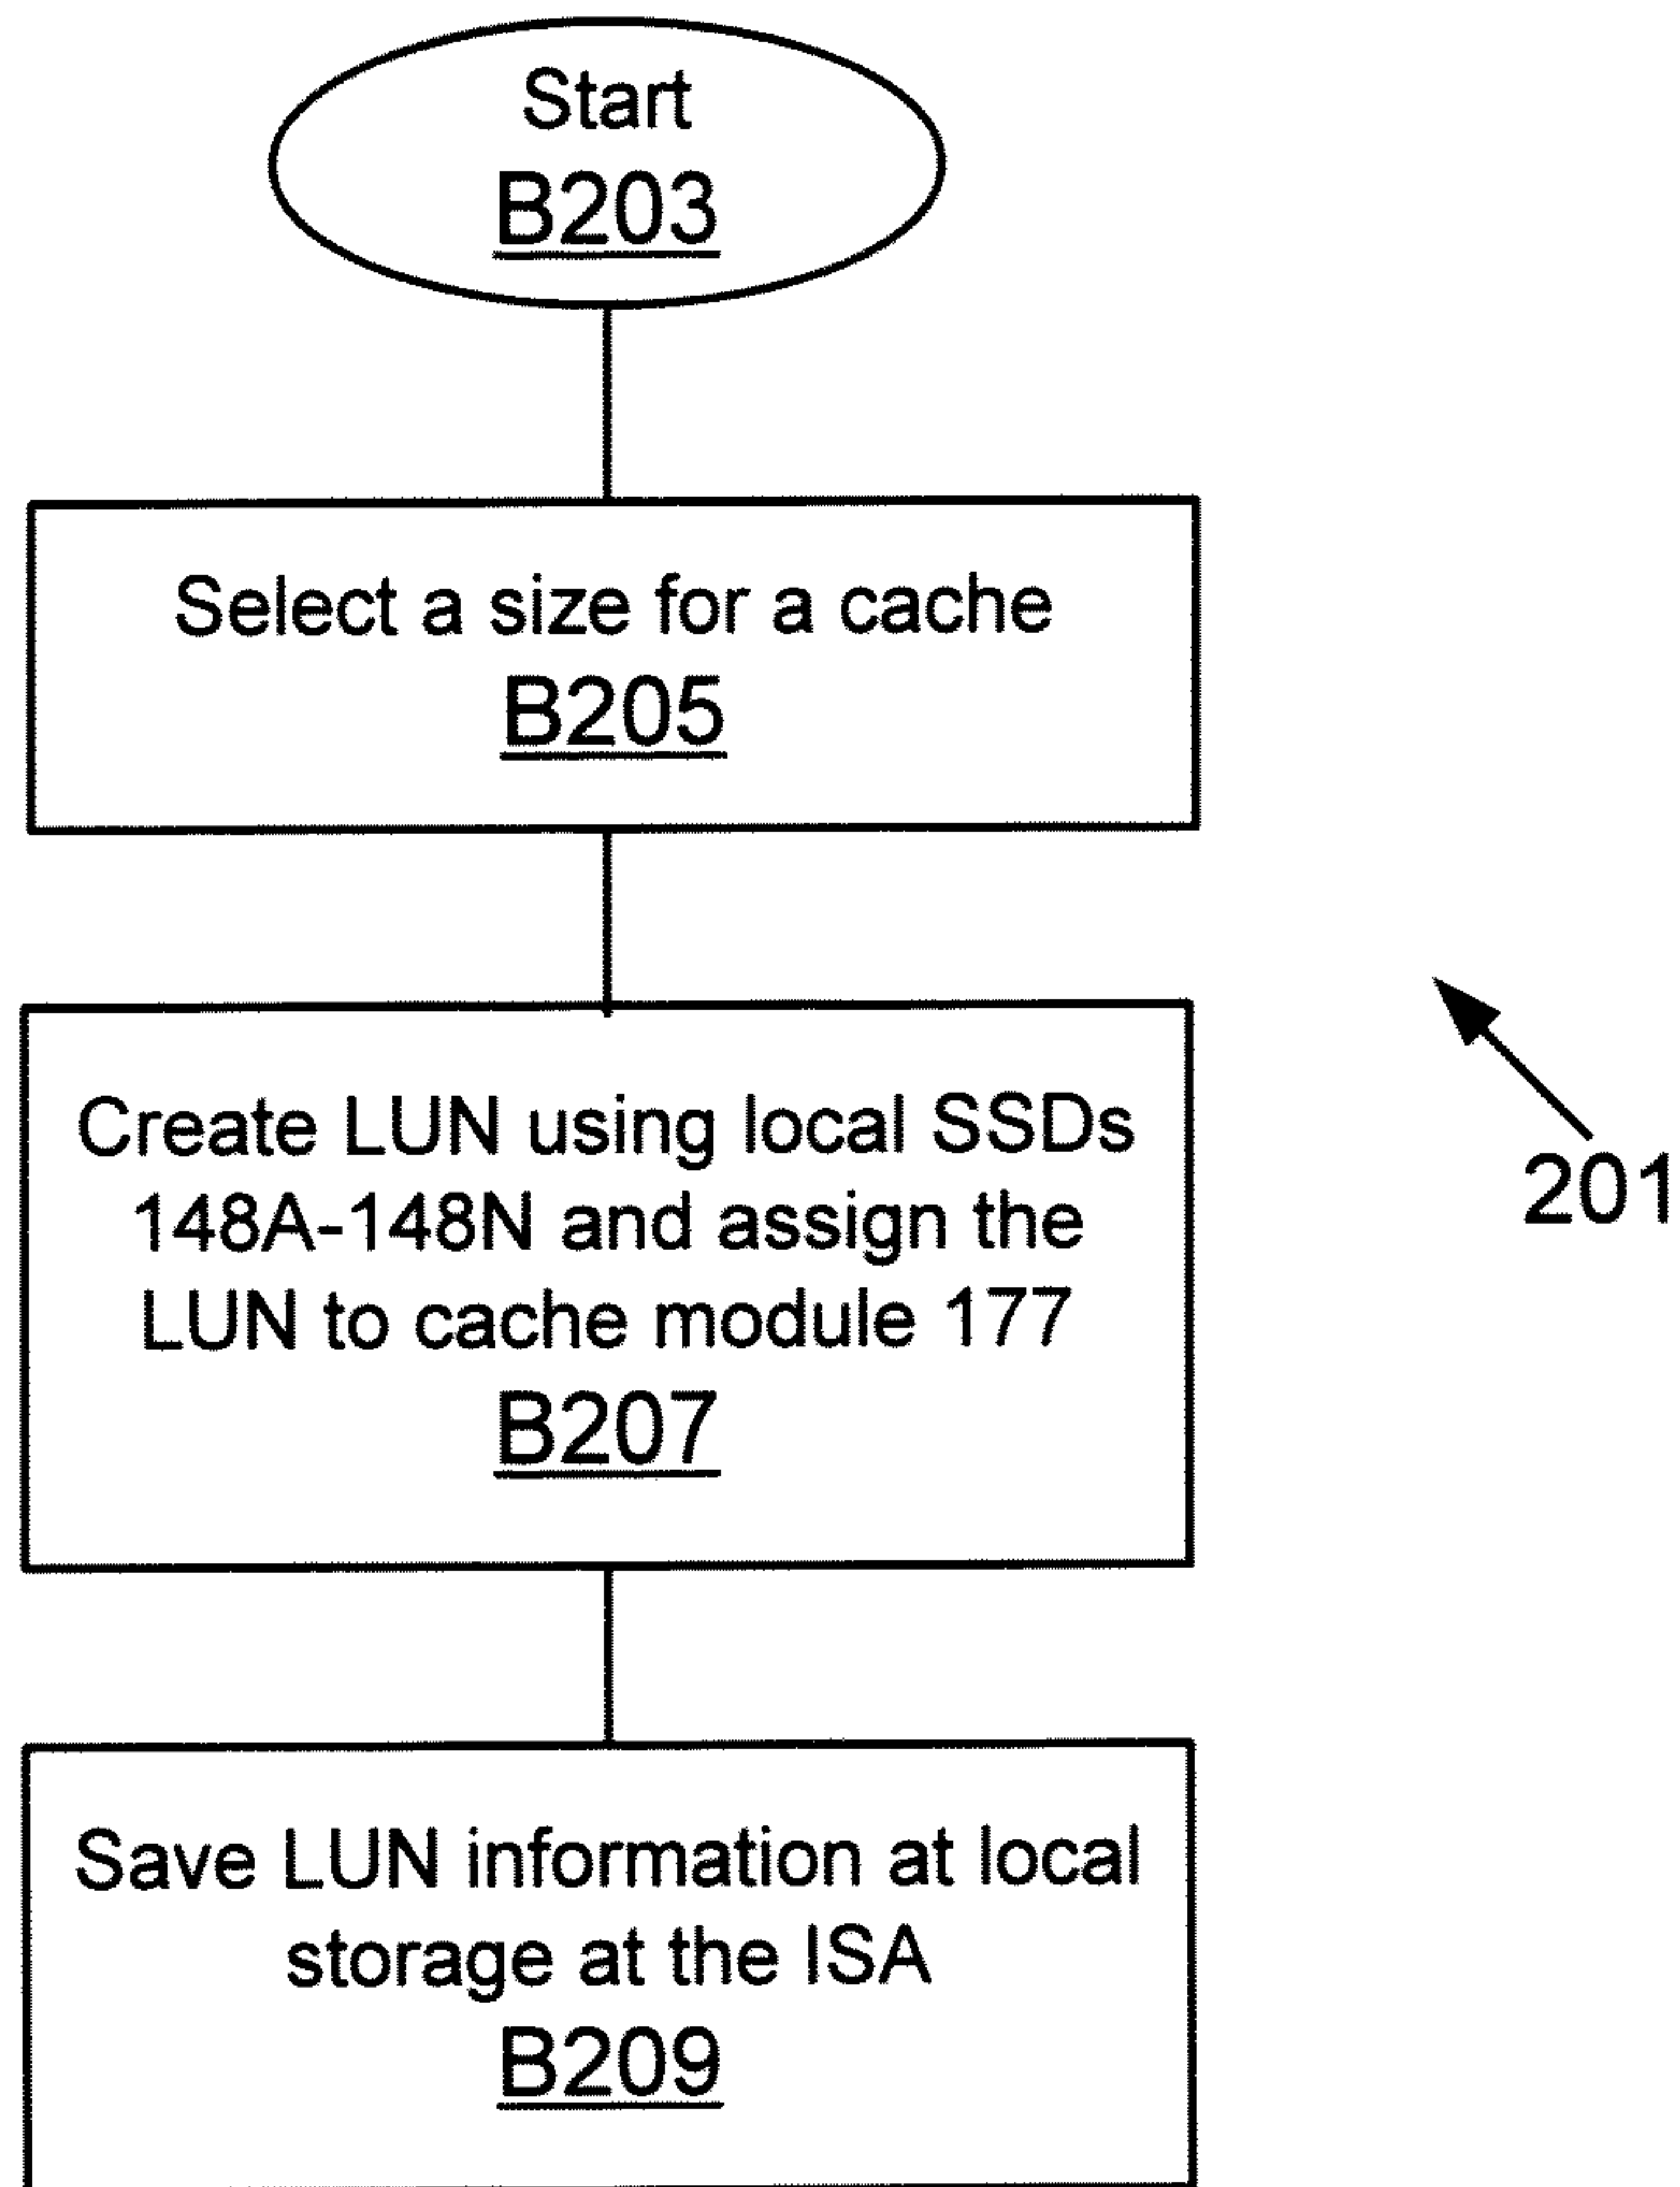 Start
B203
Select a size for a cache
B205
Create LUN using local SSDs
148A-148N and assign the
LUN to cache module 177
B207
201
Save LUN information at local
storage at the ISA
B209